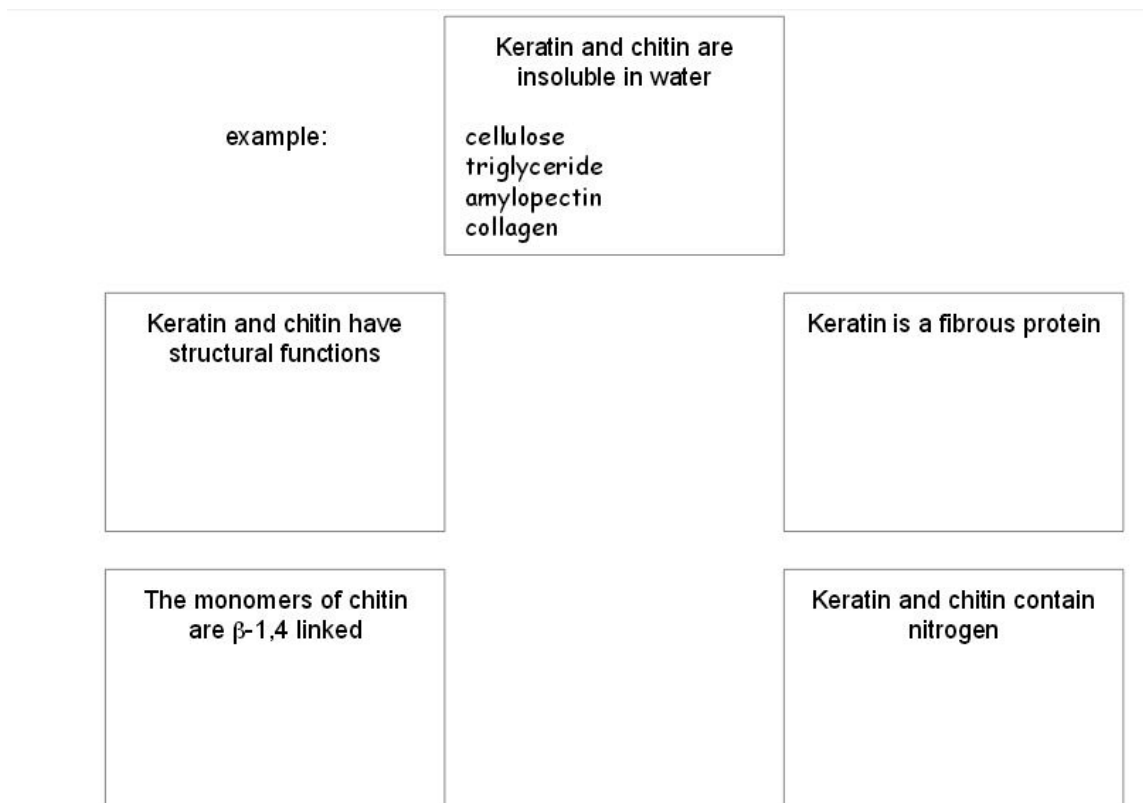 Keratin and chitin are
insoluble in water
example:
cellulose
triglyceride
amylopectin
collagen
Keratin and chitin have
structural functions
Keratin is a fibrous protein
The monomers of chitin
are β-1,4 linked
Keratin and chitin contain
nitrogen